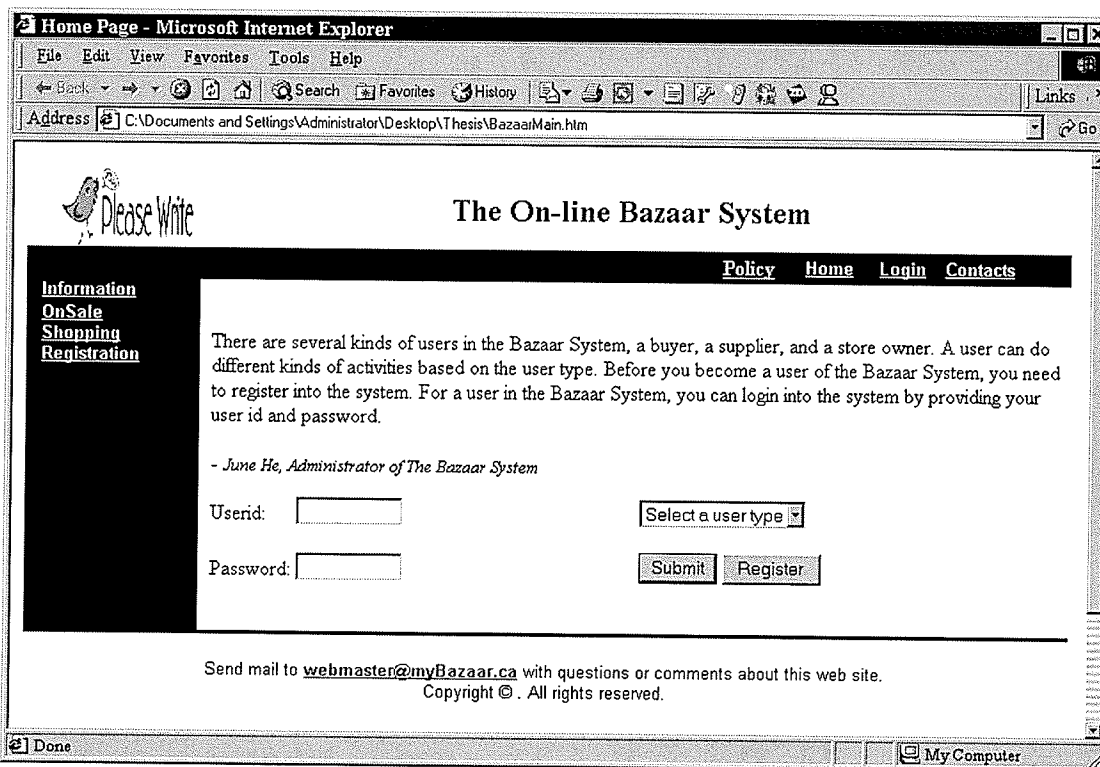 Home Page - Microsoft Internet Explorer
File Edit View Favorites Tools Help
Back Search Favorites History Links
Address C:\Documents and Settings\Administrator\Desktop\Thesis\BazaarMain.htm Go
Please Write
The On-line Bazaar System
Policy Home Login Contacts
Information
OnSale
Shopping
Registration
There are several kinds of users in the Bazaar System, a buyer, a supplier, and a store owner. A user can do
different kinds of activities based on the user type. Before you become a user of the Bazaar System, you need
to register into the system. For a user in the Bazaar System, you can login into the system by providing your
user id and password.
- June He, Administrator of The Bazaar System
Userid: Select a user type
Password: Submit Register
Send mail to webmaster@myBazaar.ca with questions or comments about this web site.
Copyright © . All rights reserved.
Done My Computer